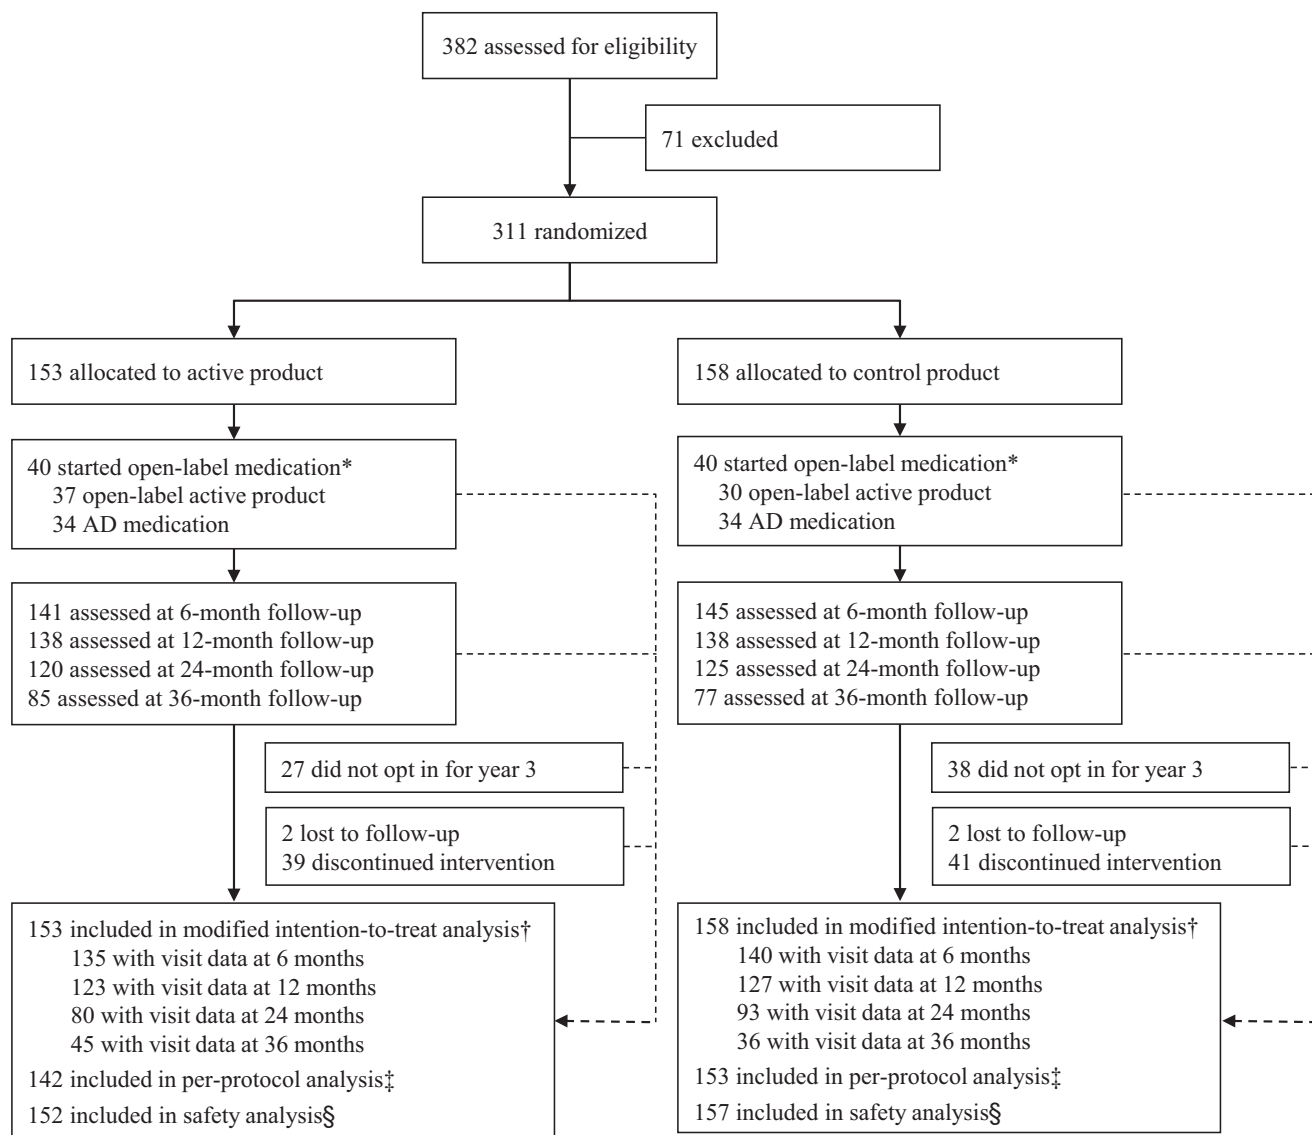 382 assessed for eligibility
71 excluded
311 randomized
153 allocated to active product
158 allocated to control product
40 started open-label medication*
37 open-label active product
34 AD medication
40 started open-label medication*
30 open-label active product
34 AD medication
141 assessed at 6-month follow-up
138 assessed at 12-month follow-up
120 assessed at 24-month follow-up
85 assessed at 36-month follow-up
145 assessed at 6-month follow-up
138 assessed at 12-month follow-up
125 assessed at 24-month follow-up
77 assessed at 36-month follow-up
27 did not opt in for year 3
38 did not opt in for year 3
2 lost to follow-up
39 discontinued intervention
2 lost to follow-up
41 discontinued intervention
153 included in modified intention-to-treat analysis†
135 with visit data at 6 months
123 with visit data at 12 months
80 with visit data at 24 months
45 with visit data at 36 months
142 included in per-protocol analysis‡
152 included in safety analysis§
158 included in modified intention-to-treat analysis†
140 with visit data at 6 months
127 with visit data at 12 months
93 with visit data at 24 months
36 with visit data at 36 months
153 included in per-protocol analysis‡
157 included in safety analysis§